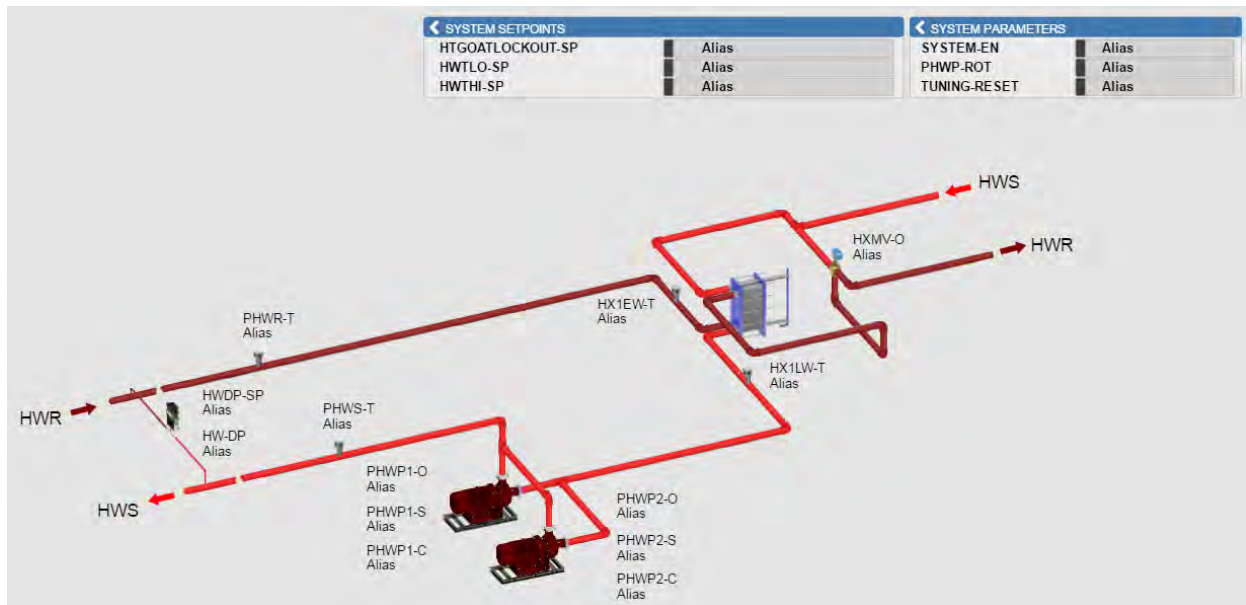 SYSTEM SETPOINTS
HTGOATLOCKOUT-SP Alias
HWTLO-SP Alias
HWTHI-SP Alias
SYSTEM PARAMETERS
SYSTEM-EN Alias
PHWP-ROT Alias
TUNING-RESET Alias
HWS
HXMV-O
Alias
HWR
HX1EW-T
Alias
PHWR-T
Alias
HX1LW-T
Alias
HWR
HWDP-SP
Alias
HW-DP
Alias
PHWS-T
Alias
HWS
PHWP1-O
Alias
PHWP1-S
Alias
PHWP1-C
Alias
PHWP2-O
Alias
PHWP2-S
Alias
PHWP2-C
Alias